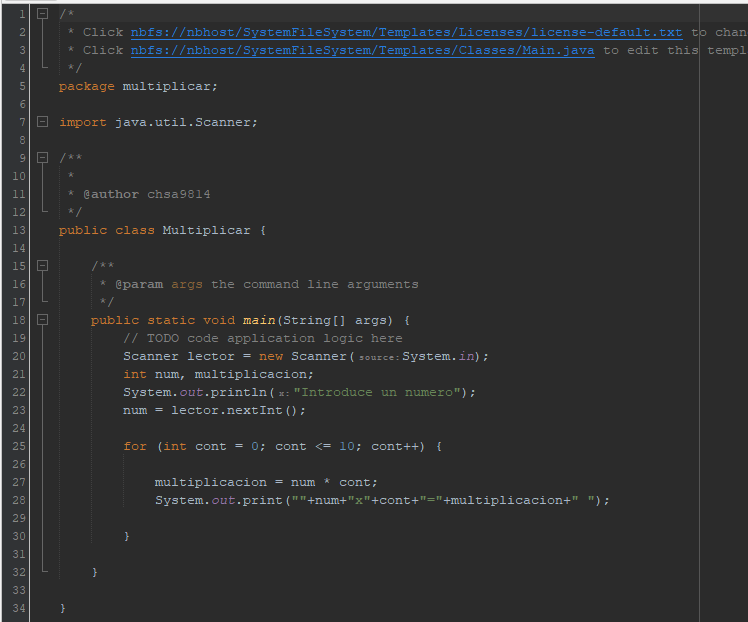 1 /*
2 * Click nbfs://nbhost/SystemFileSystem/Templates/Licenses/license-default.txt to chan
3 * Click nbfs://nbhost/SystemFileSystem/Templates/Classes/Main.java to edit this templ
4 */
5 package multiplicar;
6
7 import java.util.Scanner;
8
9 /**
10 *
11 * @author chsa9814
12 */
13 public class Multiplicar {
14
15 /**
16 * @param args the command line arguments
17 */
18 public static void main(String[] args) {
19 // TODO code application logic here
20 Scanner lector = new Scanner( source: System.in);
21 int num, multiplicacion;
22 System.out.println( x: "Introduce un numero");
23 num = lector.nextInt();
24
25 for (int cont = 0; cont <= 10; cont++) {
26
27 multiplicacion = num * cont;
28 System.out.print(""+num+"x"+cont+"="+multiplicacion+" ");
29
30 }
31
32 }
33
34 }